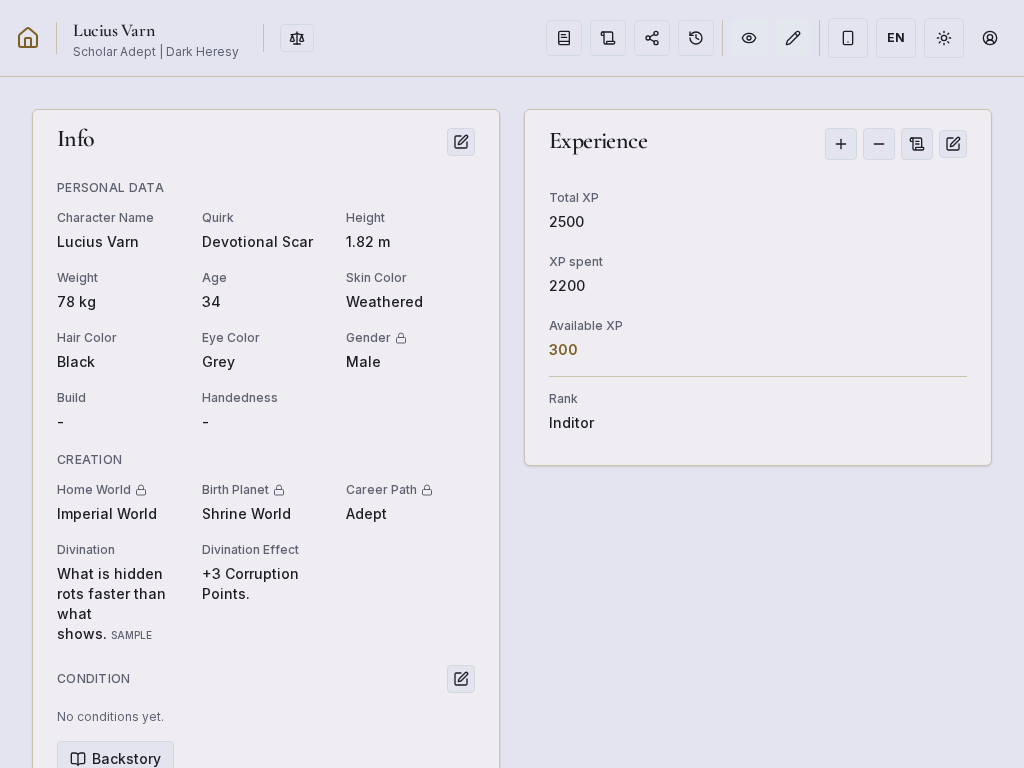 Lucius Varn
Scholar Adept | Dark Heresy
EN
Info
PERSONAL DATA
Character Name
Lucius Varn
Quirk
Devotional Scar
Height
1.82 m
Weight
78 kg
Age
34
Skin Color
Weathered
Hair Color
Black
Eye Color
Grey
Gender
Male
Build
-
Handedness
-
CREATION
Home World
Imperial World
Birth Planet
Shrine World
Career Path
Adept
Divination
What is hidden
rots faster than
what
shows. SAMPLE
Divination Effect
+3 Corruption
Points.
CONDITION
No conditions yet.
Backstory
Experience
Total XP
2500
XP spent
2200
Available XP
300
Rank
Inditor